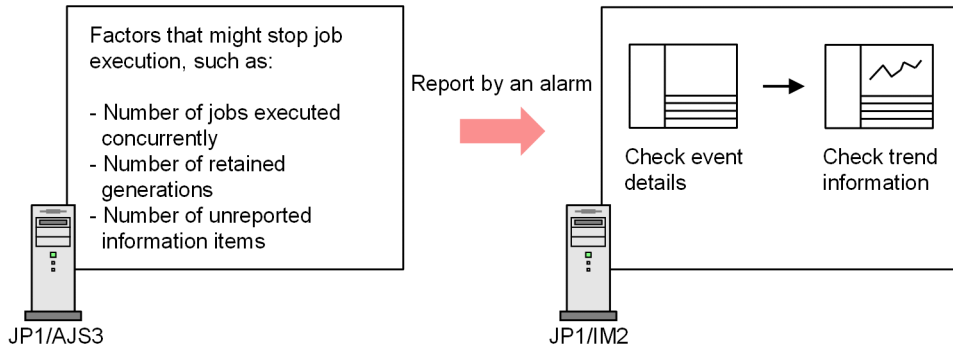 Factors that might stop job
execution, such as:
- Number of jobs executed
concurrently
- Number of retained
generations
- Number of unreported
information items
JP1/AJS3
Report by an alarm
Check event
details
Check trend
information
JP1/IM2